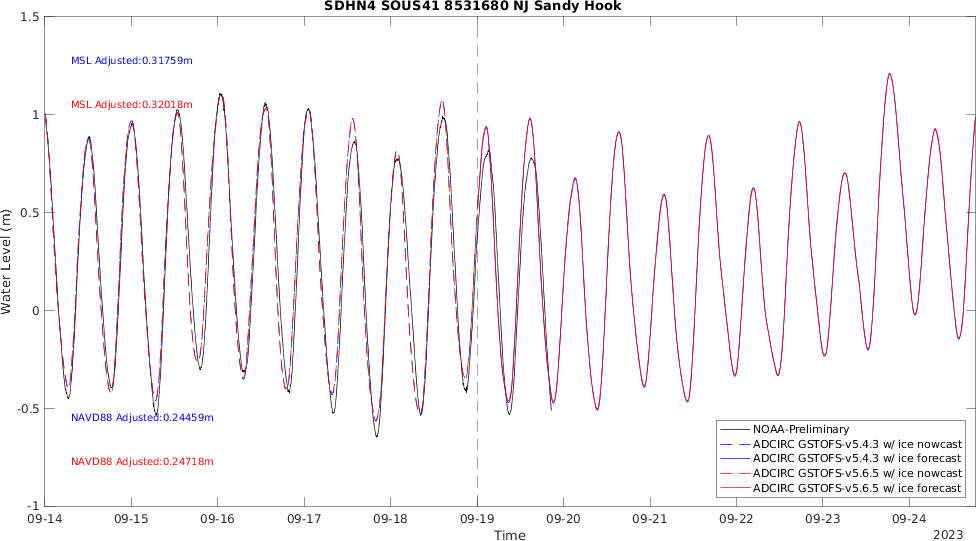 SDHN4 SOUS41 8531680 NJ Sandy Hook
1.5
MSL Adjusted:0.31759m
MSL Adjusted:0.32018m
1
0.5
Water Level (m)
0
-0.5
NAVD88 Adjusted:0.24459m
NAVD88 Adjusted:0.24718m
NOAA-Preliminary
ADCIRC GSTOFS-v5.4.3 w/ ice nowcast
ADCIRC GSTOFS-v5.4.3 w/ ice forecast
ADCIRC GSTOFS-v5.6.5 w/ ice nowcast
ADCIRC GSTOFS-v5.6.5 w/ ice forecast
-1
09-14 09-15 09-16 09-17 09-18 09-19 09-20 09-21 09-22 09-23 09-24
Time
2023